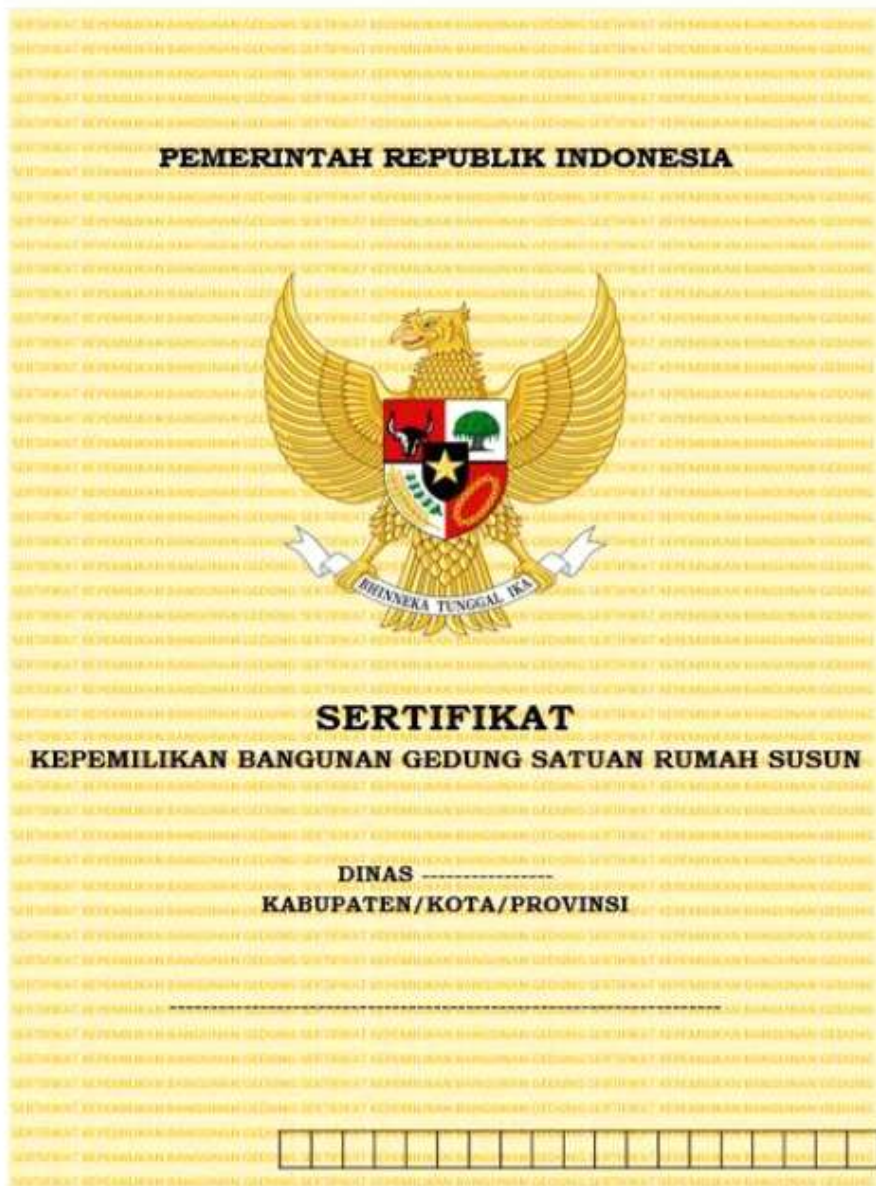 PEMERINTAH REPUBLIK INDONESIA
BHINNEKA TUNGGAL IKA
SERTIFIKAT
KEPEMILIKAN BANGUNAN GEDUNG SATUAN RUMAH SUSUN
DINAS ----------------
KABUPATEN/KOTA/PROVINSI
--------------------------------------------------------------------